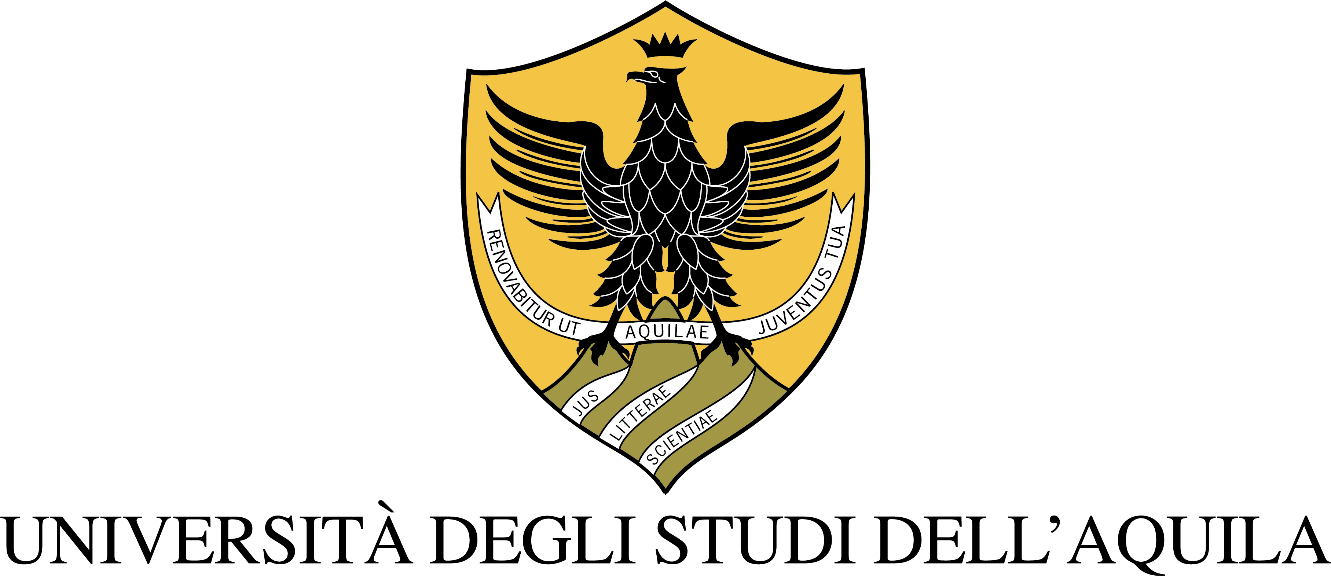 RENOVABITUR UT AQUILAE JUVENTUS TUA
JUS
LITTERAE
SCIENTIAE
UNIVERSITÀ DEGLI STUDI DELL’AQUILA